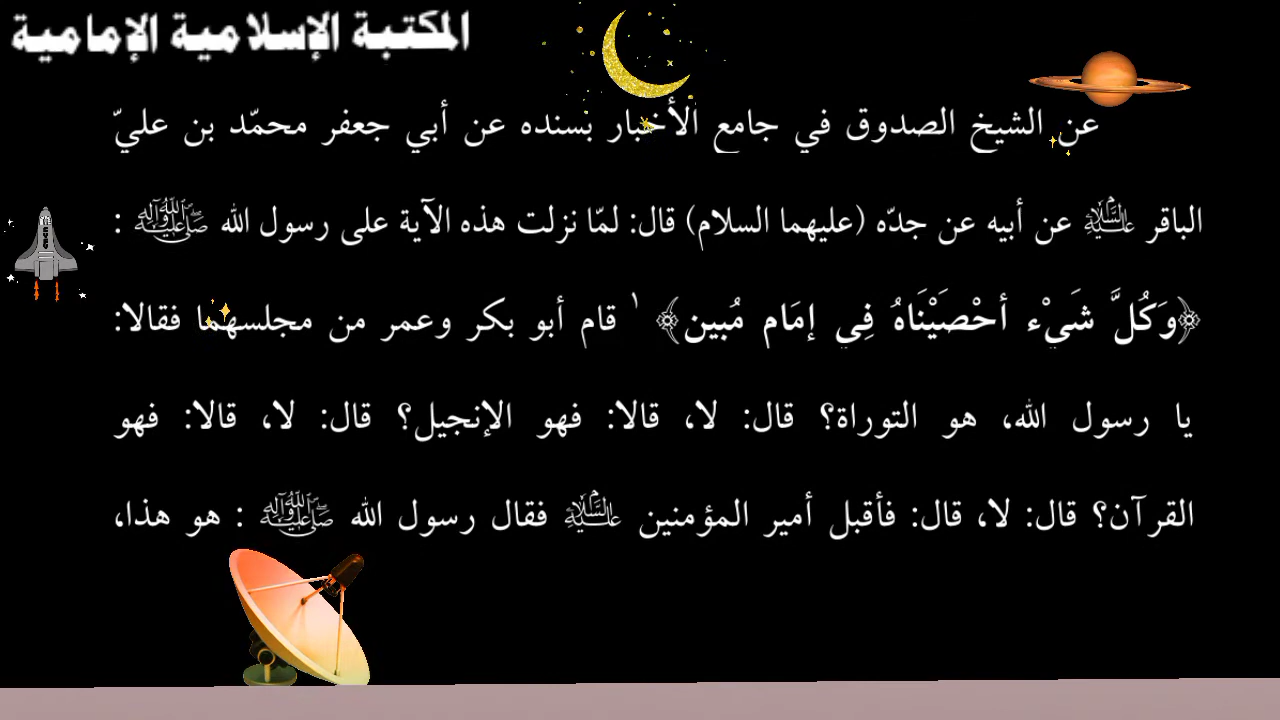 المكتبة الإسلامية الإمامية
عن الشيخ الصدوق في جامع الأخبار بسنده عن أبي جعفر محمّد بن عليّ
الباقر عليه السلام عن أبيه عن جدّه (عليهما السلام) قال: لمّا نزلت هذه الآية على رسول الله صلى الله عليه وآله :
﴿وَكُلَّ شَيْء أحْصَيْنَاهُ فِي إمَام مُبين﴾ ١ قام أبو بكر وعمر من مجلسهما فقالا:
يا رسول الله، هو التوراة؟ قال: لا، قالا: فهو الإنجيل؟ قال: لا، قالا: فهو
القرآن؟ قال: لا، قال: فأقبل أمير المؤمنين عليه السلام فقال رسول الله صلى الله عليه وآله : هو هذا،